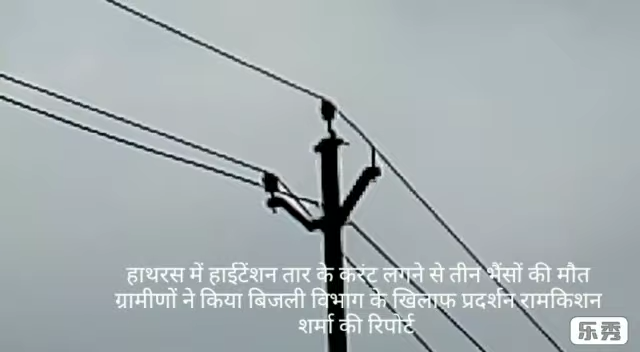 हाथरस में हाईटेंशन तार के करंट लगने से तीन भैंसों की मौत
ग्रामीणों ने किया बिजली विभाग के खिलाफ प्रदर्शन रामकिशन
शर्मा की रिपोर्ट
乐秀